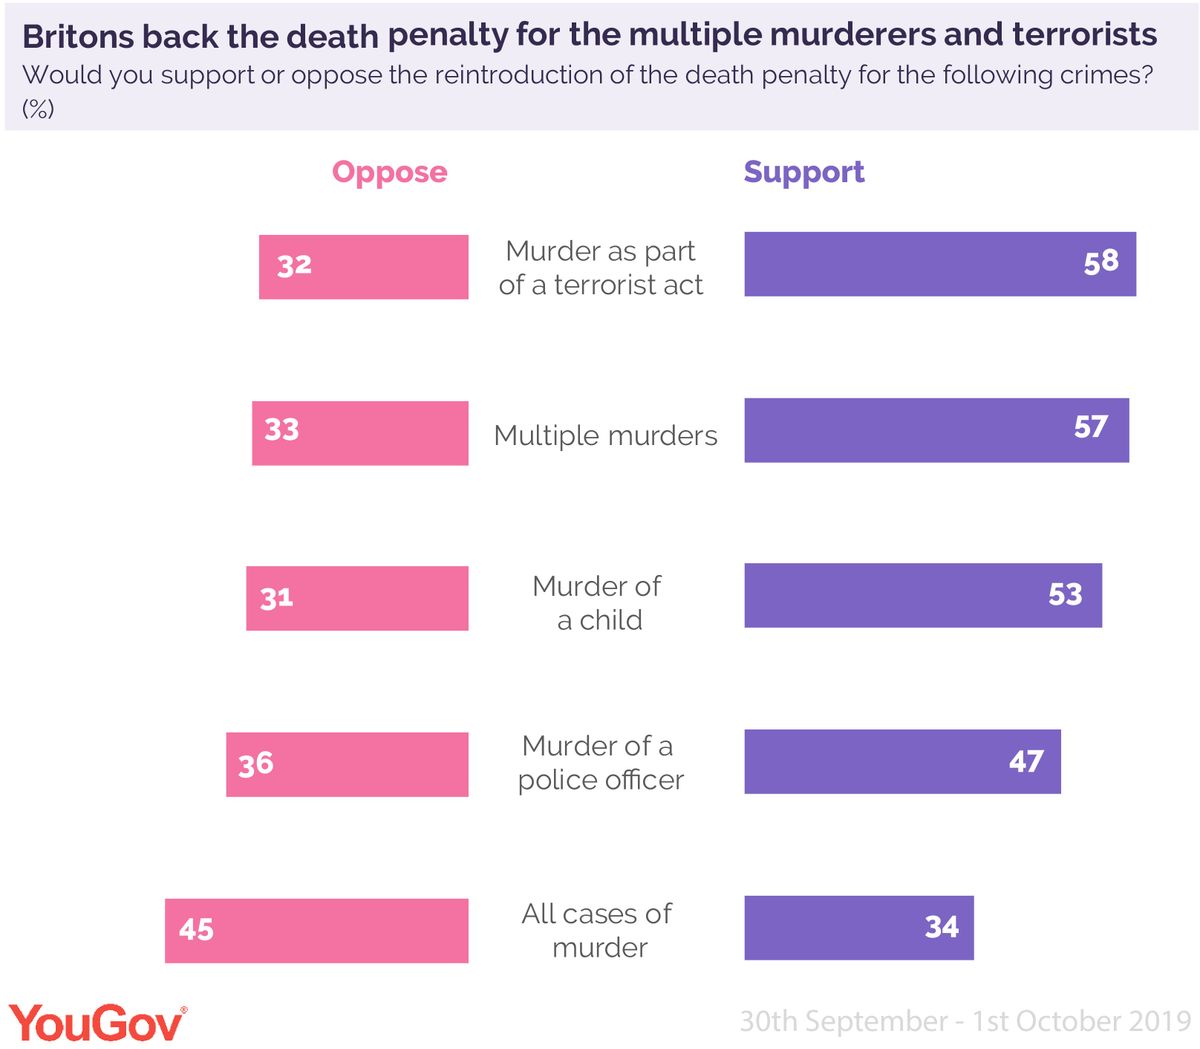 Britons back the death penalty for the multiple murderers and terrorists
Would you support or oppose the reintroduction of the death penalty for the following crimes?
(%)
Oppose
Support
32
Murder as part
of a terrorist act
58
33
Multiple murders
57
31
Murder of
a child
53
36
Murder of a
police officer
47
45
All cases of
murder
34
YouGov®
30th September - 1st October 2019